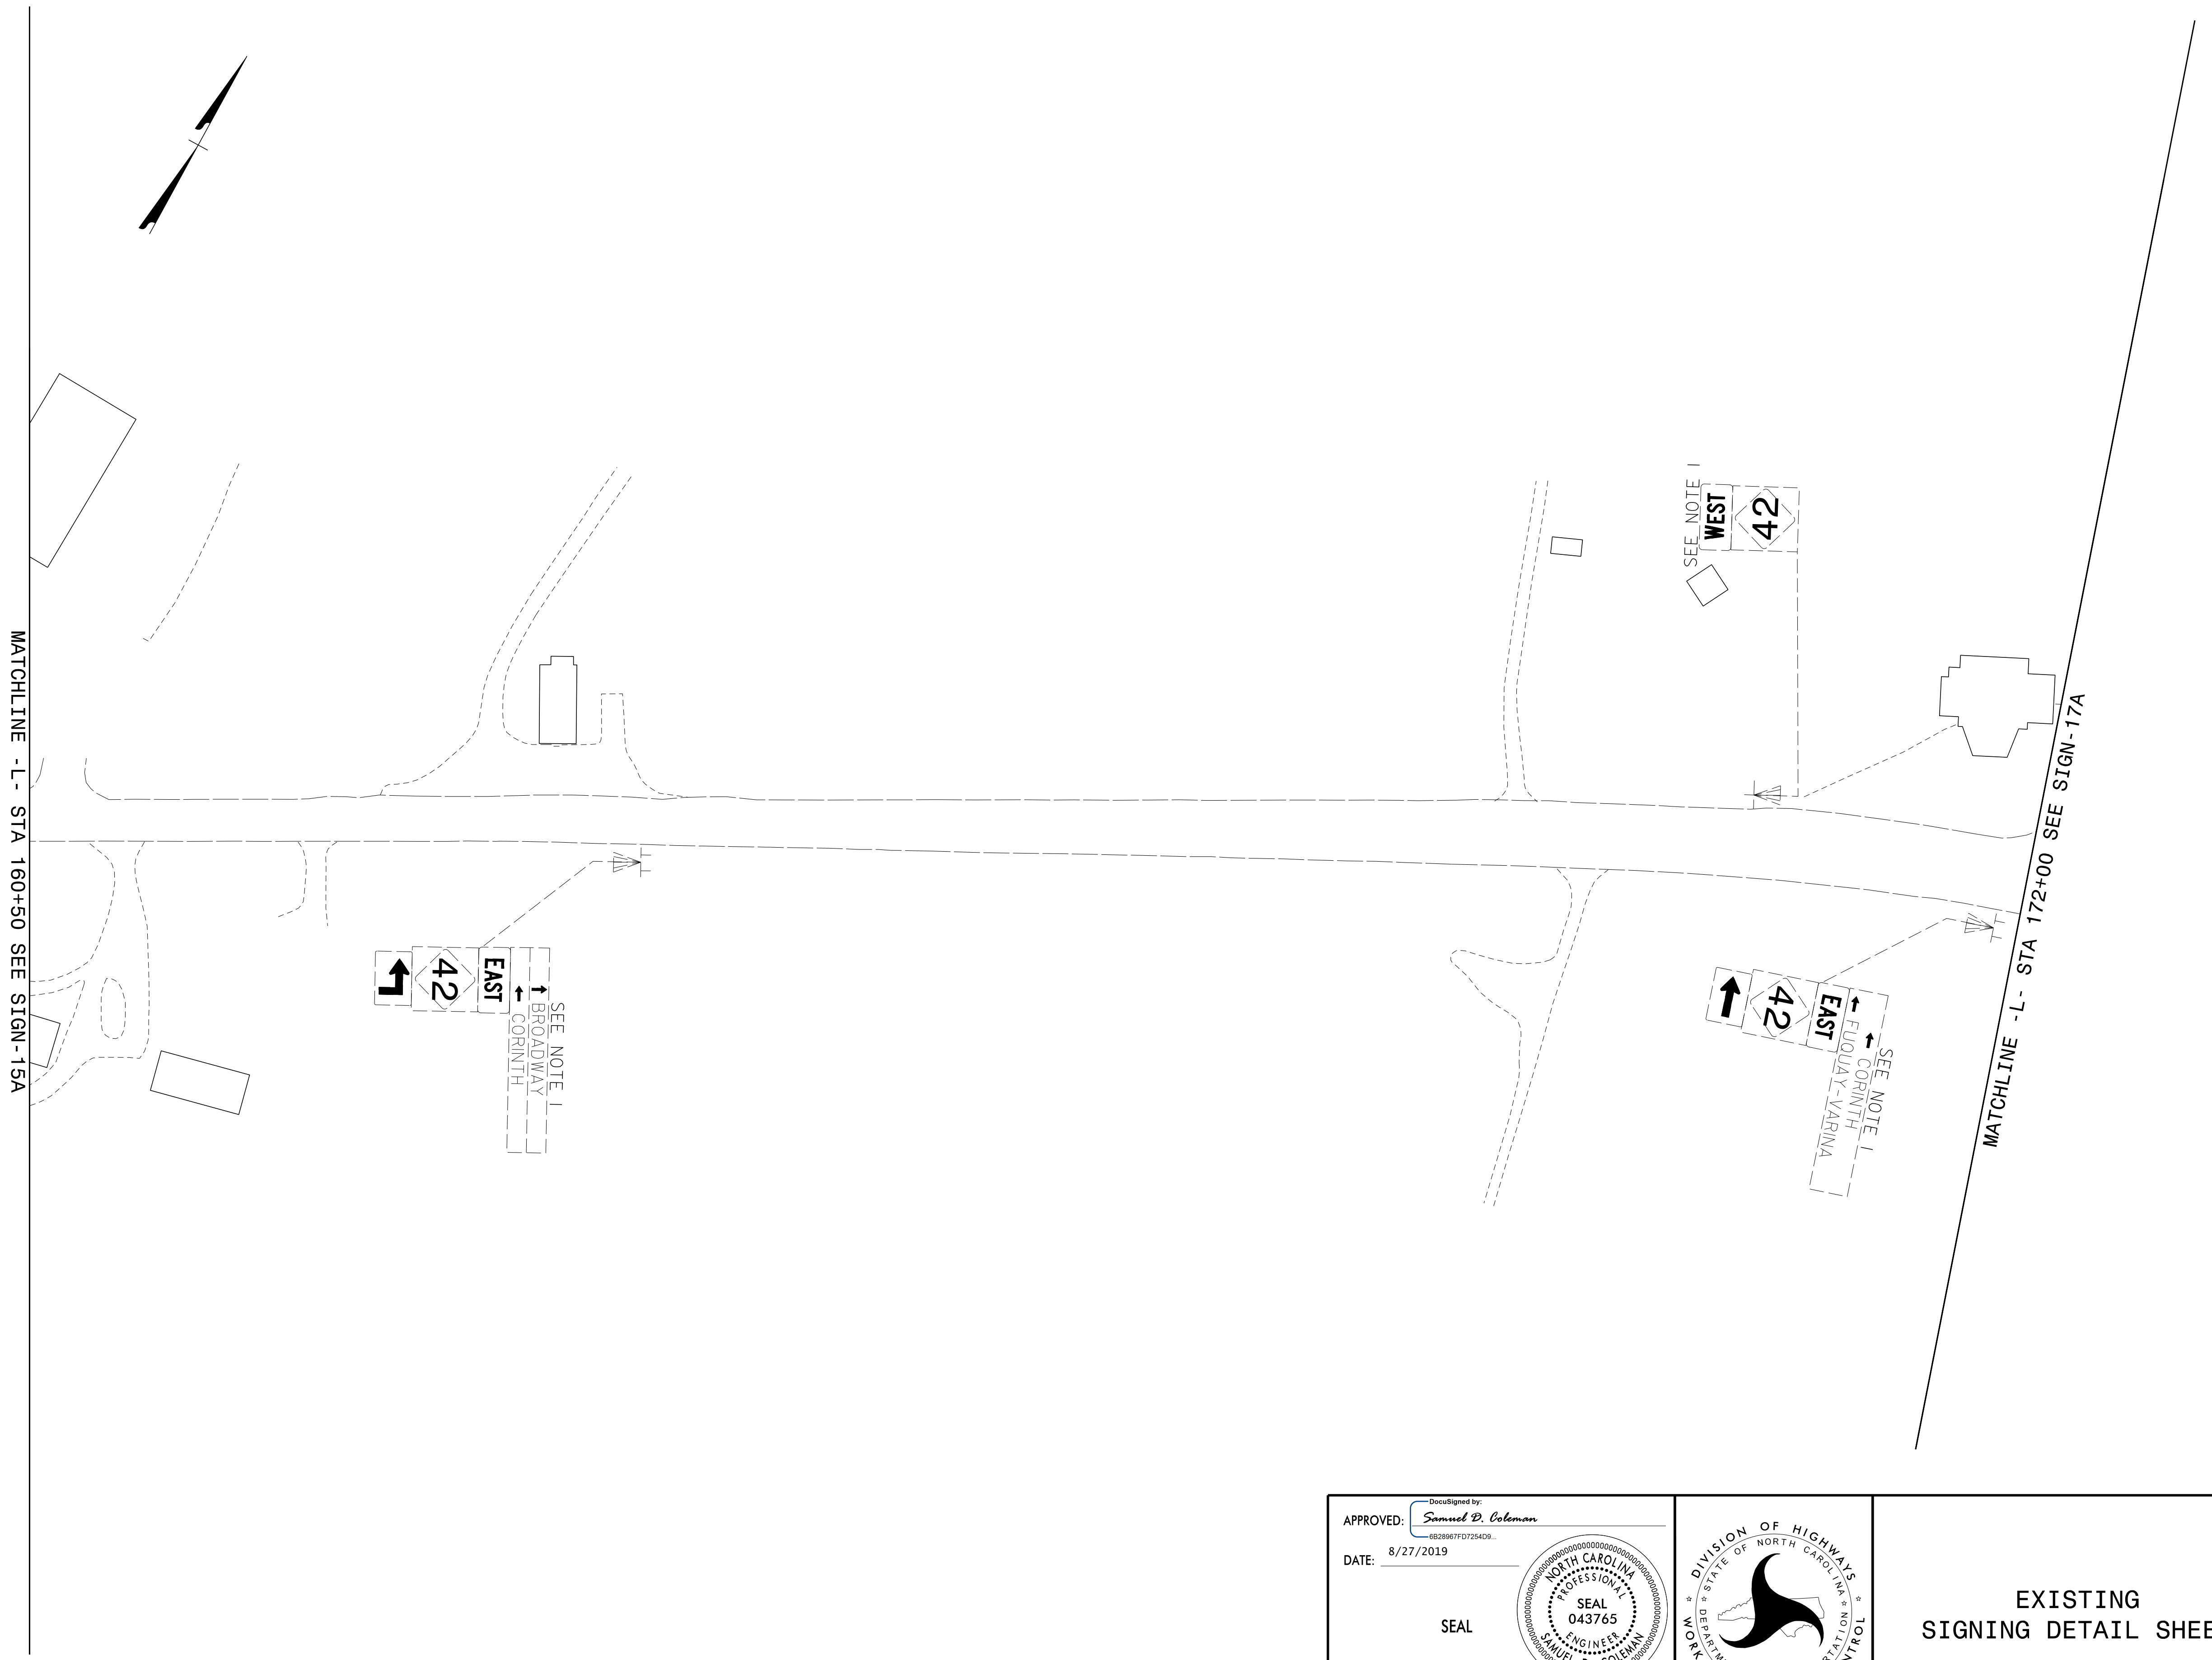 MATCHLINE -L- STA 160+50 SEE SIGN-15A
SEE NOTE 1
WEST
42
MATCHLINE -L- STA 172+00 SEE SIGN-17A
42
EAST
CORINTH
BROADWAY
SEE NOTE 1
42
EAST
FUQUAY-VARINA
CORINTH
SEE NOTE 1
APPROVED:
DocuSigned by:
Samuel D. Coleman
6B28967FD7254D9...
DATE: 8/27/2019
SEAL
NORTH CAROLINA
PROFESSIONAL
SEAL
043765
ENGINEER
SAMUEL D. COLEMAN
DIVISION OF HIGHWAYS
STATE OF NORTH CAROLINA
EXISTING
SIGNING DETAIL SHEE